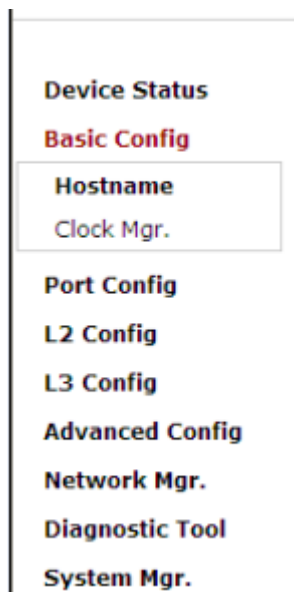 Device Status
Basic Config
Hostname
Clock Mgr.
Port Config
L2 Config
L3 Config
Advanced Config
Network Mgr.
Diagnostic Tool
System Mgr.